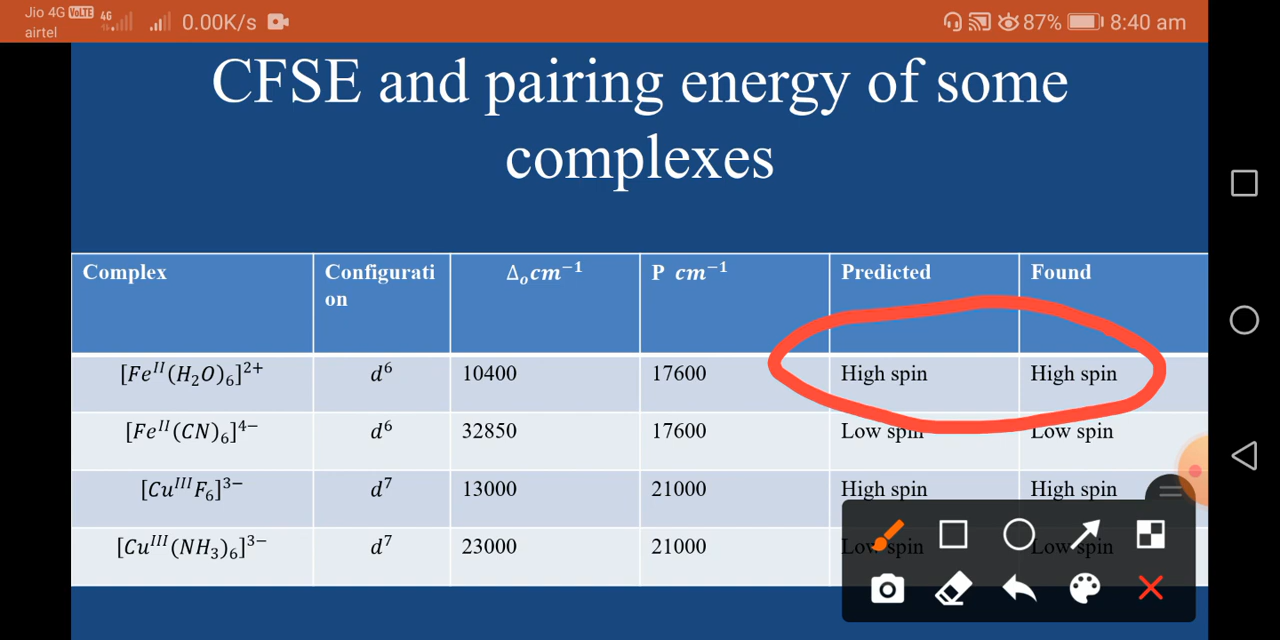 Jio 4G VoLTE 4G 0.00K/s 87% 8:40 am
airtel
CFSE and pairing energy of some
complexes
Complex Configurati Δₒcm⁻¹ P cm⁻¹ Predicted Found
on
[Feᴵᴵ(H₂O)₆]²⁺ d⁶ 10400 17600 High spin High spin
[Feᴵᴵ(CN)₆]⁴⁻ d⁶ 32850 17600 Low spin Low spin
[CuᴵᴵᴵF₆]³⁻ d⁷ 13000 21000 High spin High spin
[Cuᴵᴵᴵ(NH₃)₆]³⁻ d⁷ 23000 21000 Low spin Low spin